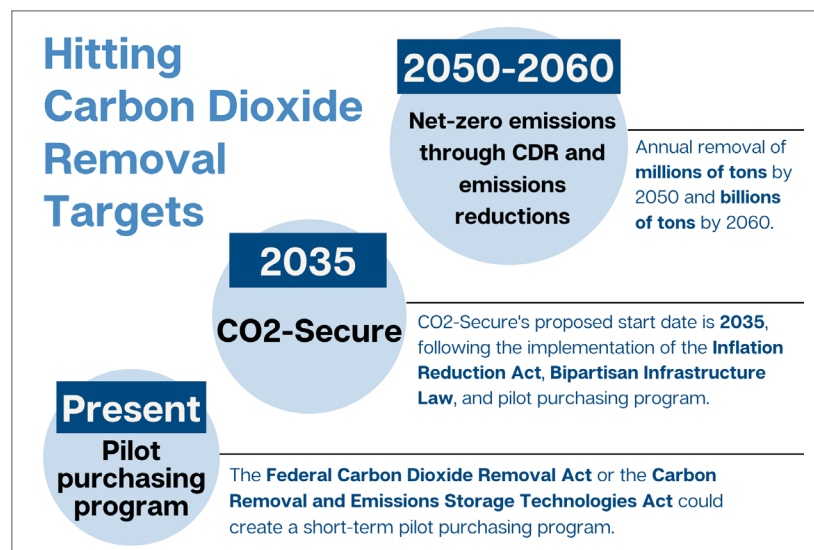 Hitting
Carbon Dioxide
Removal
Targets
2050-2060
Net-zero emissions
through CDR and
emissions
reductions
Annual removal of
millions of tons by
2050 and billions
of tons by 2060.
2035
CO2-Secure
CO2-Secure's proposed start date is 2035,
following the implementation of the Inflation
Reduction Act, Bipartisan Infrastructure
Law, and pilot purchasing program.
Present
Pilot
purchasing
program
The Federal Carbon Dioxide Removal Act or the Carbon
Removal and Emissions Storage Technologies Act could
create a short-term pilot purchasing program.